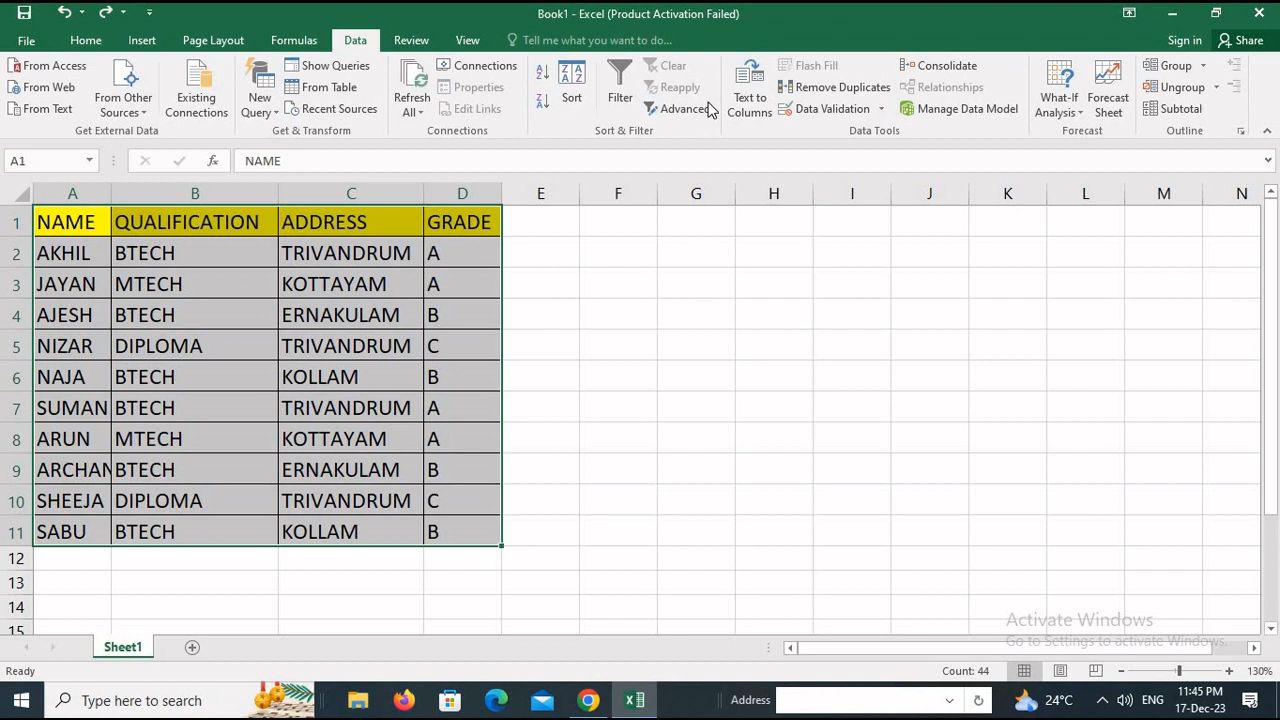 Book1 - Excel (Product Activation Failed)
File Home Insert Page Layout Formulas Data Review View Tell me what you want to do... Sign in Share
From Access
From Web
From Text
From Other Sources
Existing Connections
Get External Data
New Query
Show Queries
From Table
Recent Sources
Get & Transform
Refresh All
Connections
Properties
Edit Links
Connections
Sort
Filter
Clear
Reapply
Advanced
Sort & Filter
Text to Columns
Flash Fill
Remove Duplicates
Data Validation
Consolidate
Relationships
Manage Data Model
Data Tools
What-If Analysis
Forecast Sheet
Forecast
Group
Ungroup
Subtotal
Outline
A1 fx NAME
A B C D E F G H I J K L M N
1 NAME QUALIFICATION ADDRESS GRADE
2 AKHIL BTECH TRIVANDRUM A
3 JAYAN MTECH KOTTAYAM A
4 AJESH BTECH ERNAKULAM B
5 NIZAR DIPLOMA TRIVANDRUM C
6 NAJA BTECH KOLLAM B
7 SUMAN BTECH TRIVANDRUM A
8 ARUN MTECH KOTTAYAM A
9 ARCHAN BTECH ERNAKULAM B
10 SHEEJA DIPLOMA TRIVANDRUM C
11 SABU BTECH KOLLAM B
12
13
14
15
Activate Windows
Go to Settings to activate Windows.
Sheet1
Ready Count: 44 130%
Type here to search Address 24°C ENG 11:45 PM
17-Dec-23